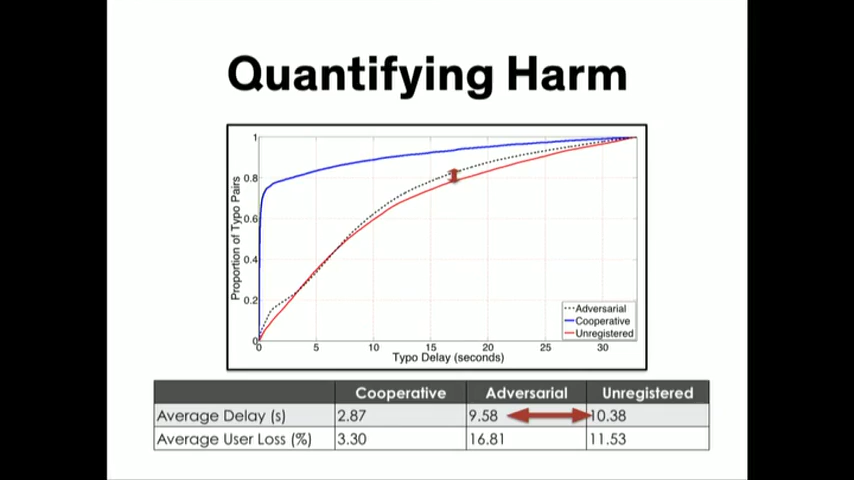 Quantifying Harm
1
0.8
0.6
0.4
0.2
0
Proportion of Typo Pairs
0 5 10 15 20 25 30
Typo Delay (seconds)
Adversarial
Cooperative
Unregistered
Cooperative Adversarial Unregistered
Average Delay (s) 2.87 9.58 10.38
Average User Loss (%) 3.30 16.81 11.53